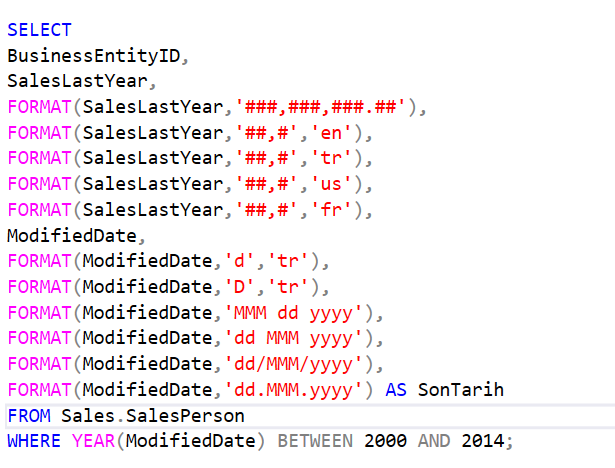 SELECT
BusinessEntityID,
SalesLastYear,
FORMAT(SalesLastYear,'###,###,###.##'),
FORMAT(SalesLastYear,'##,#','en'),
FORMAT(SalesLastYear,'##,#','tr'),
FORMAT(SalesLastYear,'##,#','us'),
FORMAT(SalesLastYear,'##,#','fr'),
ModifiedDate,
FORMAT(ModifiedDate,'d','tr'),
FORMAT(ModifiedDate,'D','tr'),
FORMAT(ModifiedDate,'MMM dd yyyy'),
FORMAT(ModifiedDate,'dd MMM yyyy'),
FORMAT(ModifiedDate,'dd/MMM/yyyy'),
FORMAT(ModifiedDate,'dd.MMM.yyyy') AS SonTarih
FROM Sales.SalesPerson
WHERE YEAR(ModifiedDate) BETWEEN 2000 AND 2014;